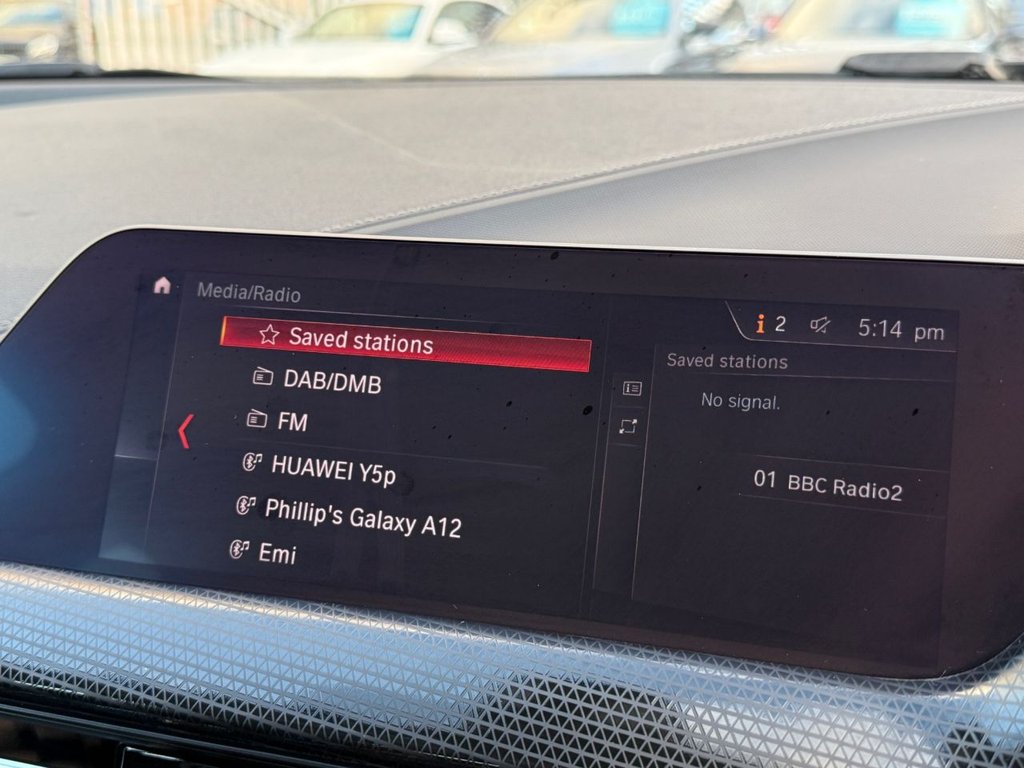 Media/Radio
i 2
5:14 pm
Saved stations
DAB/DMB
FM
HUAWEI Y5p
Phillip's Galaxy A12
Emi
Saved stations
No signal.
01 BBC Radio2